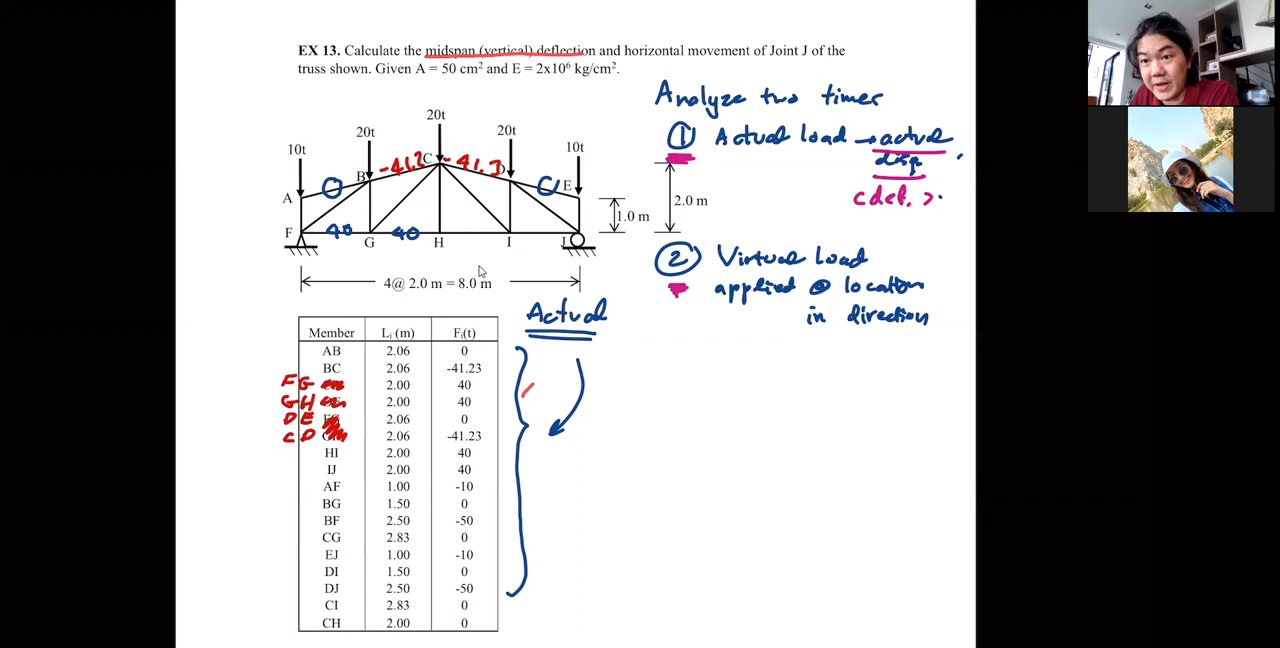 EX 13. Calculate the midspan (vertical) deflection and horizontal movement of Joint J of the
truss shown. Given A = 50 cm² and E = 2x10⁶ kg/cm².
Analyze two times
① Actual load → actual
disp
< def. >
② Virtual Load
applied @ location
in direction
20t
20t 20t
10t 10t
-41.2 -41.2
A 0 B C D 0 E
1.0 m
2.0 m
F 40 40
G H I J
4@ 2.0 m = 8.0 m
Actual
Member Lᵢ (m) Fᵢ(t)
AB 2.06 0
BC 2.06 -41.23
FG 2.00 40
GH 2.00 40
DE 2.06 0
CD 2.06 -41.23
HI 2.00 40
IJ 2.00 40
AF 1.00 -10
BG 1.50 0
BF 2.50 -50
CG 2.83 0
EJ 1.00 -10
DI 1.50 0
DJ 2.50 -50
CI 2.83 0
CH 2.00 0